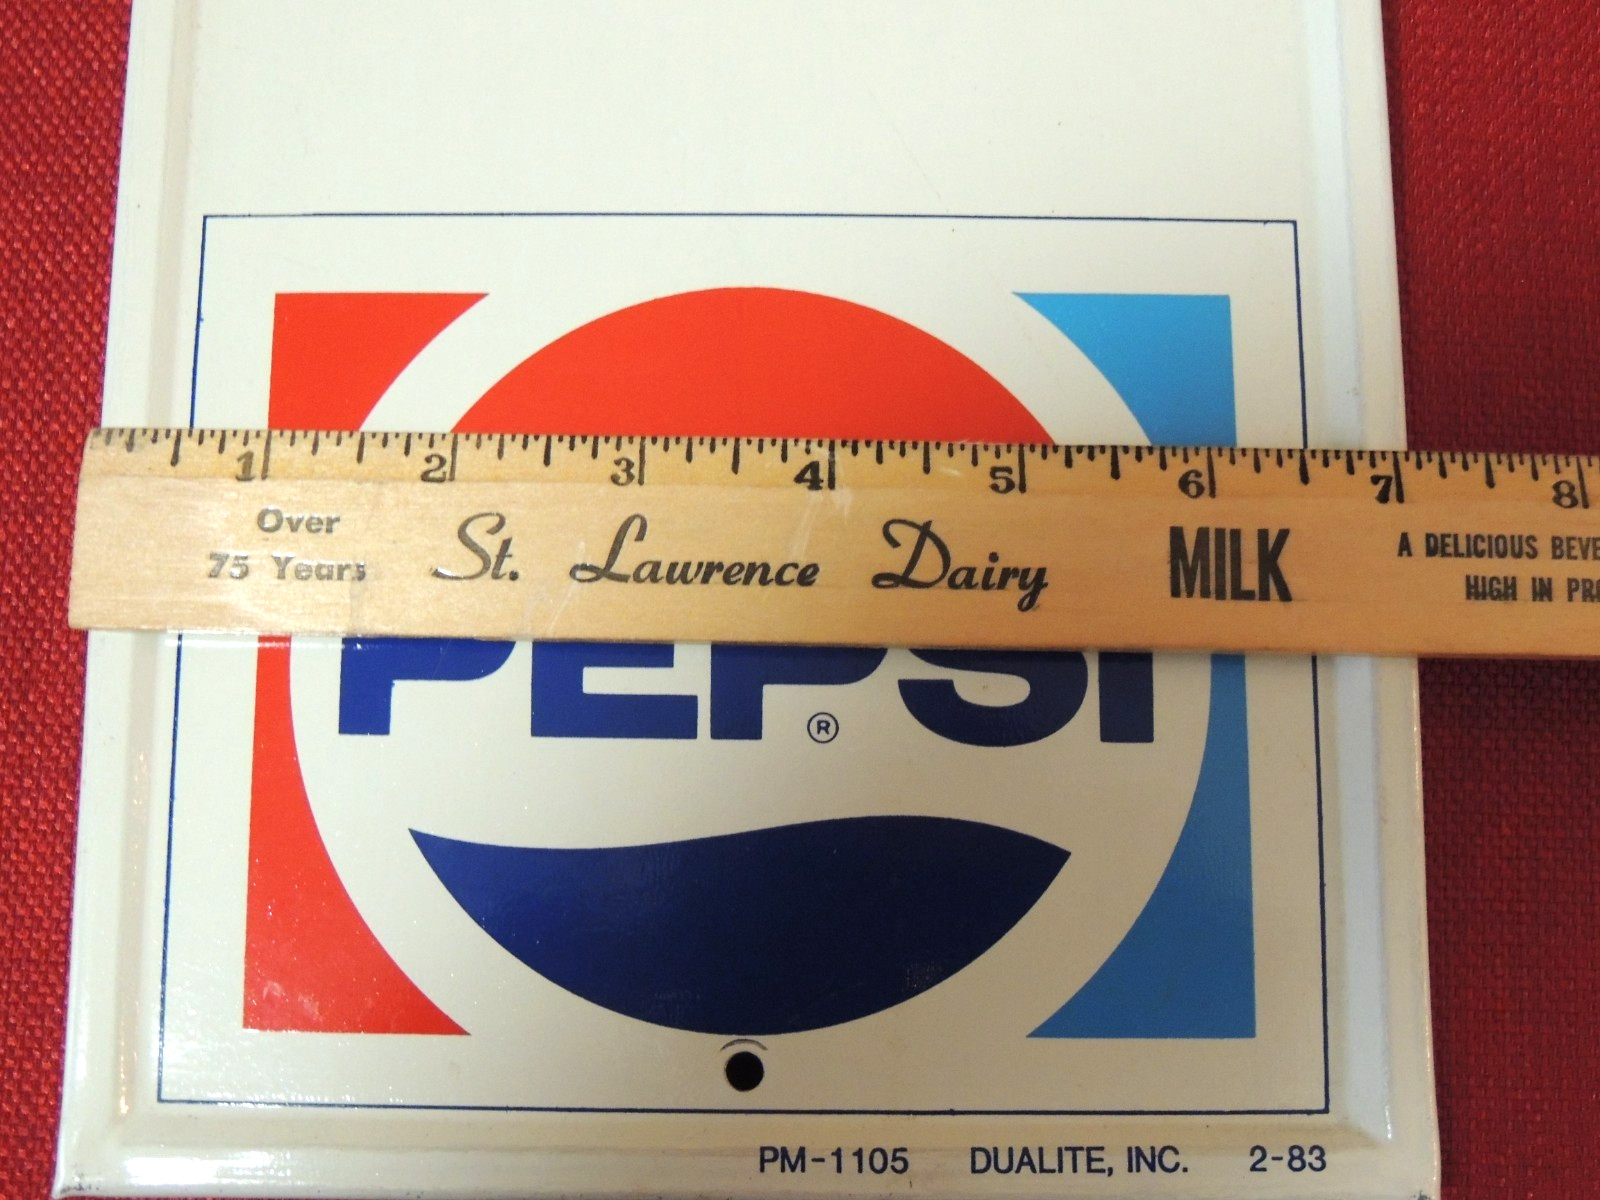 1 2 3 4 5 6 7 8
Over
75 Years
St. Lawrence Dairy
MILK
A DELICIOUS BEVE
HIGH IN PRO
PEPSI
®
PM-1105 DUALITE, INC. 2-83